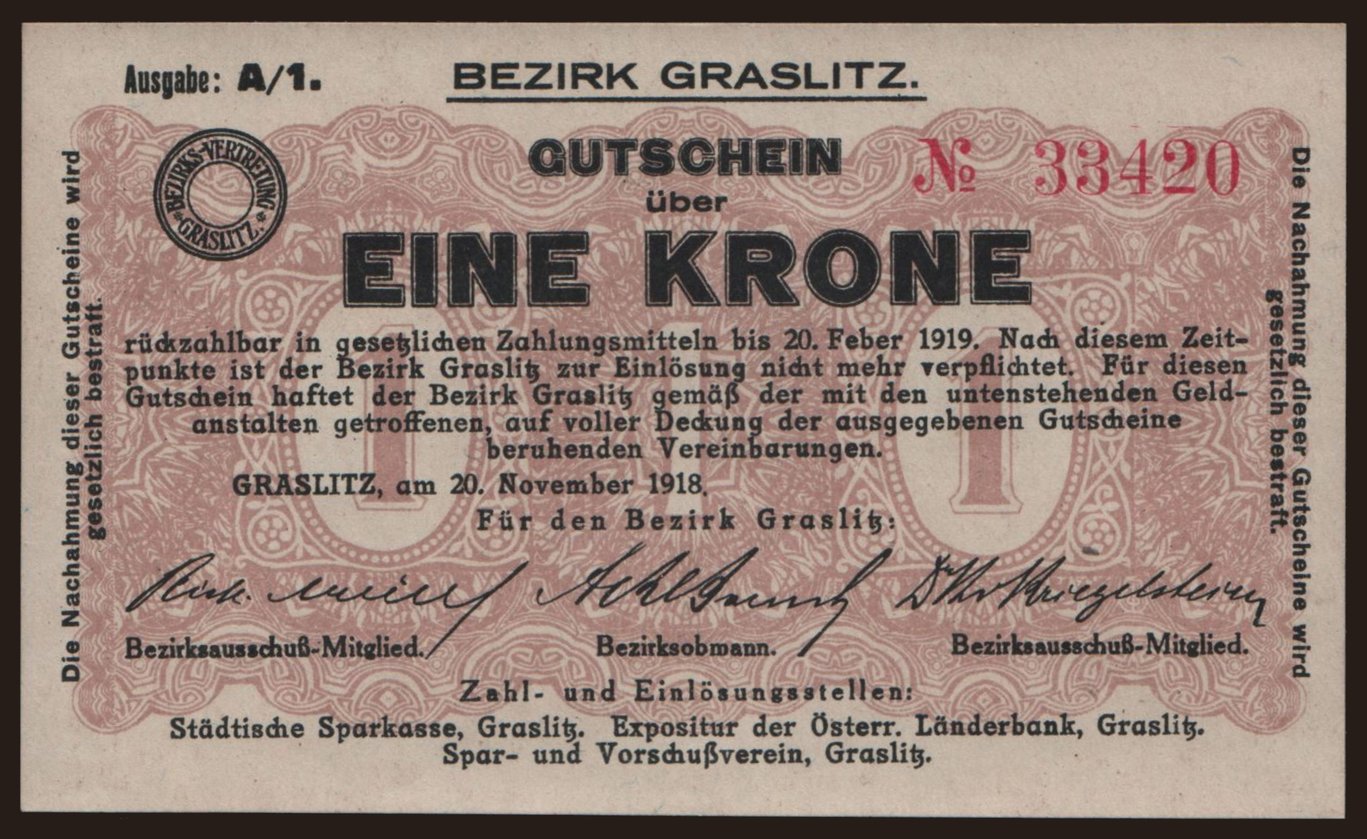 Ausgabe: A/1.
BEZIRK GRASLITZ.
BEZIRKS-VERTRETUNG
GRASLITZ.
GUTSCHEIN
№ 33420
über
EINE KRONE
1 1
rückzahlbar in gesetzlichen Zahlungsmitteln bis 20. Feber 1919. Nach diesem Zeit-
punkte ist der Bezirk Graslitz zur Einlösung nicht mehr verpflichtet. Für diesen
Gutschein haftet der Bezirk Graslitz gemäß der mit den untenstehenden Geld-
anstalten getroffenen, auf voller Deckung der ausgegebenen Gutscheine
beruhenden Vereinbarungen.
GRASLITZ, am 20. November 1918.
Für den Bezirk Graslitz:
Kriegelstein
Bezirksausschuß-Mitglied. Bezirksobmann. Bezirksausschuß-Mitglied.
Zahl- und Einlösungsstellen:
Städtische Sparkasse, Graslitz. Expositur der Österr. Länderbank, Graslitz.
Spar- und Vorschußverein, Graslitz.
Die Nachahmung dieser Gutscheine wird
gesetzlich bestraft.
Die Nachahmung dieser Gutscheine wird
gesetzlich bestraft.